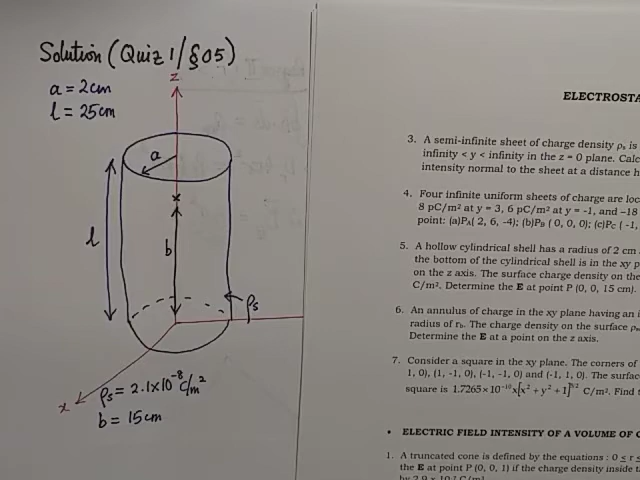 Solution (Quiz 1/§05)
a = 2cm
l = 25cm
z
a
l
b
ρs
x
ρs = 2.1x10⁻⁸ C/m²
b = 15cm
ELECTROSTA
3. A semi-infinite sheet of charge density ρs is
infinity < y < infinity in the z = 0 plane. Calc
intensity normal to the sheet at a distance h
4. Four infinite uniform sheets of charge are loc
8 pC/m² at y = 3, 6 pC/m² at y = -1, and -18
point: (a)PA( 2, 6, -4); (b)PB ( 0, 0, 0); (c)PC ( -1,
5. A hollow cylindrical shell has a radius of 2 cm
the bottom of the cylindrical shell is in the xy p
on the z axis. The surface charge density on the
C/m². Determine the E at point P (0, 0, 15 cm).
6. An annulus of charge in the xy plane having an i
radius of rb. The charge density on the surface ρs
Determine the E at a point on the z axis.
7. Consider a square in the xy plane. The corners of
1, 0), (1, -1, 0), (-1, -1, 0) and (-1, 1, 0). The surfac
square is 1.7265×10⁻¹⁰x[x² + y² + 1]^3/2 C/m². Find t
• ELECTRIC FIELD INTENSITY OF A VOLUME OF C
1. A truncated cone is defined by the equations : 0 ≤ r ≤
the E at point P (0, 0, 1) if the charge density inside t